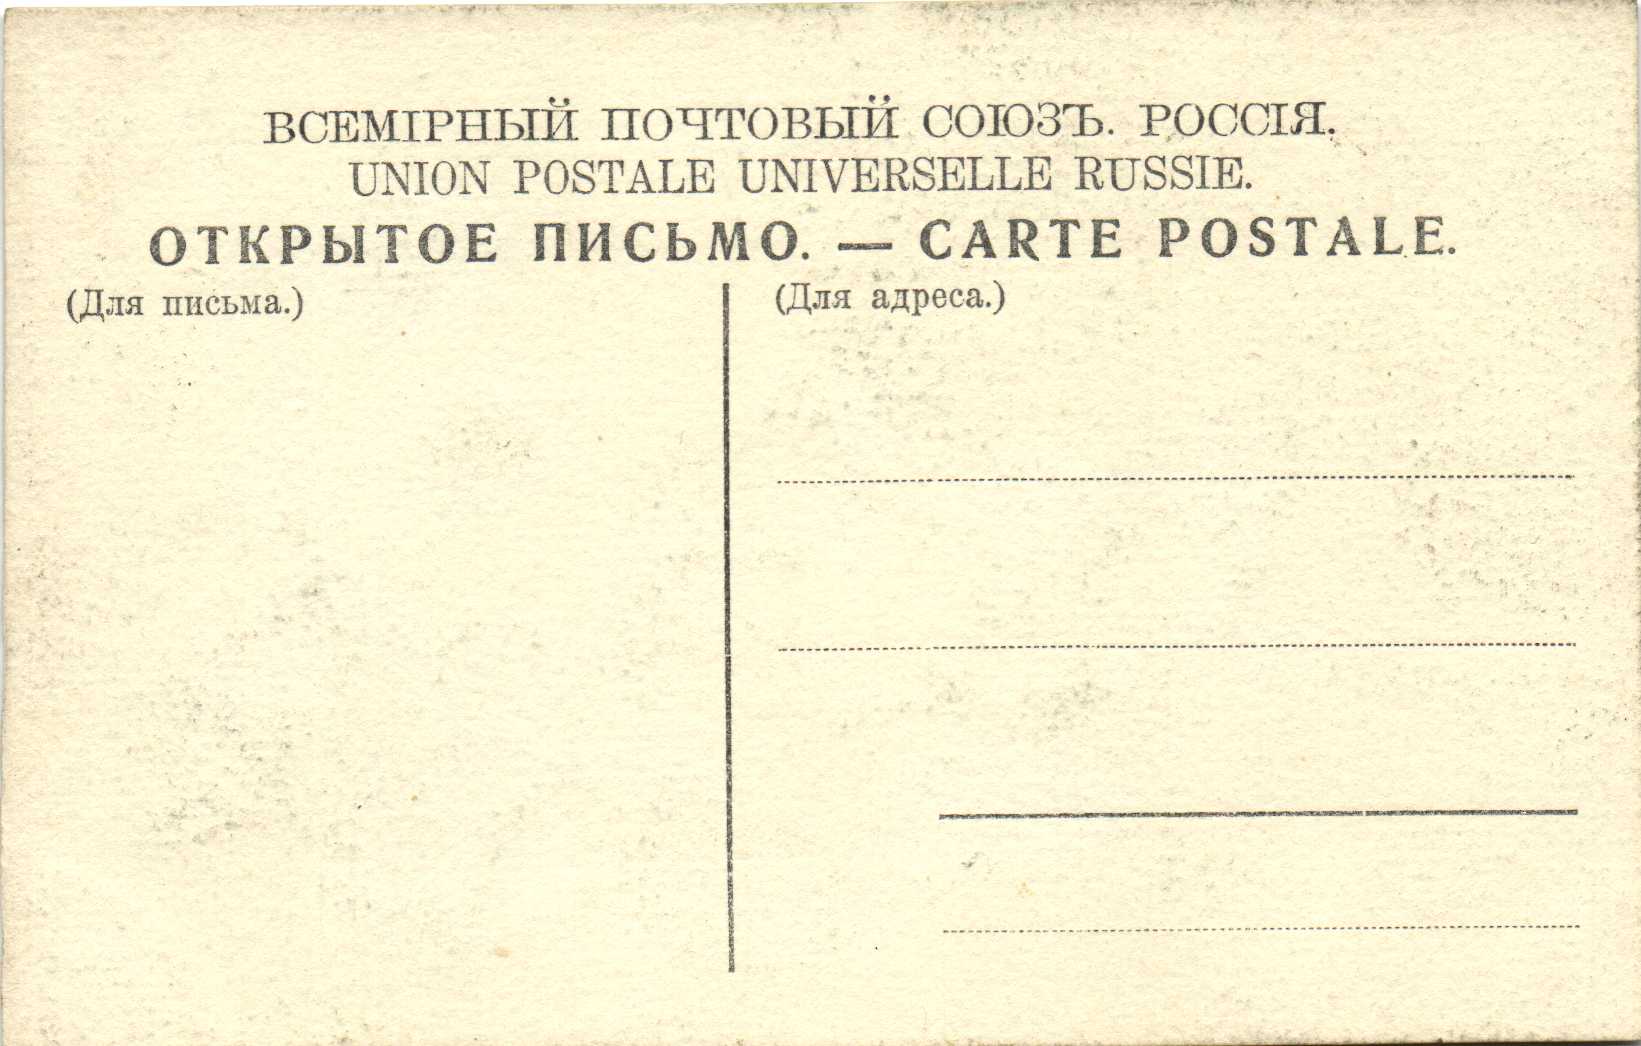 ВСЕМІРНЫЙ ПОЧТОВЫЙ СОЮЗЪ. РОССІЯ.
UNION POSTALE UNIVERSELLE RUSSIE.
ОТКРЫТОЕ ПИСЬМО. — CARTE POSTALE.
(Для письма.)
(Для адреса.)